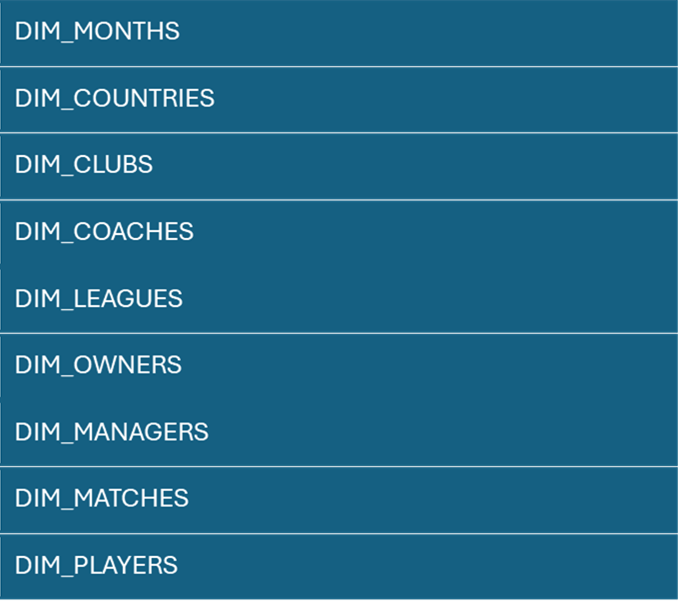 DIM_MONTHS
DIM_COUNTRIES
DIM_CLUBS
DIM_COACHES
DIM_LEAGUES
DIM_OWNERS
DIM_MANAGERS
DIM_MATCHES
DIM_PLAYERS